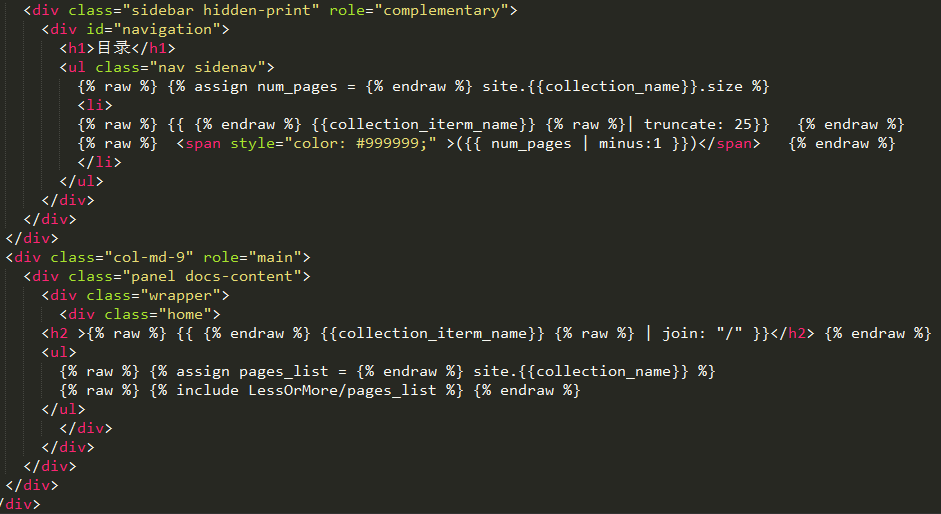 <div class="sidebar hidden-print" role="complementary">
<div id="navigation">
<h1>目录</h1>
<ul class="nav sidenav">
{% raw %} {% assign num_pages = {% endraw %} site.{{collection_name}}.size %}
<li>
{% raw %} {{ {% endraw %} {{collection_iterm_name}} {% raw %}| truncate: 25}}   {% endraw %}
{% raw %}  <span style="color: #999999;" >({{ num_pages | minus:1 }})</span>   {% endraw %}
</li>
</ul>
</div>
</div>
</div>
<div class="col-md-9" role="main">
<div class="panel docs-content">
<div class="wrapper">
<div class="home">
<h2 >{% raw %} {{ {% endraw %} {{collection_iterm_name}} {% raw %} | join: "/" }}</h2> {% endraw %}
<ul>
{% raw %} {% assign pages_list = {% endraw %} site.{{collection_name}} %}
{% raw %} {% include LessOrMore/pages_list %} {% endraw %}
</ul>
</div>
</div>
</div>
</div>
/div>